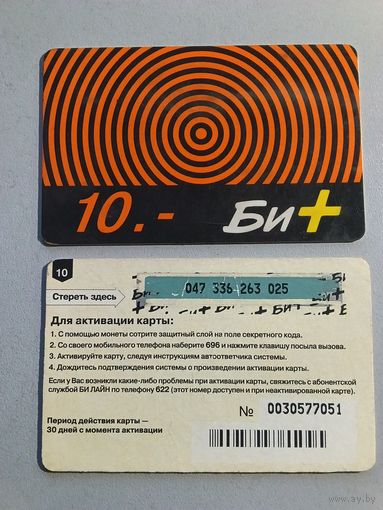 10.-
Би+
10
Стереть здесь
047 336 263 025
Для активации карты:
1. С помощью монеты сотрите защитный слой на поле секретного кода.
2. Со своего мобильного телефона наберите 696 и нажмите клавишу посыла вызова.
3. Активируйте карту, следуя инструкциям автоответчика системы.
4. Дождитесь подтверждения системы о произведении активации карты.
Если у Вас возникли какие-либо проблемы при активации карты, свяжитесь с абонентской
службой БИ ЛАЙН по телефону 622 (этот номер доступен и при неактивированной карте).
№ 0030577051
Период действия карты —
30 дней с момента активации
ay.by